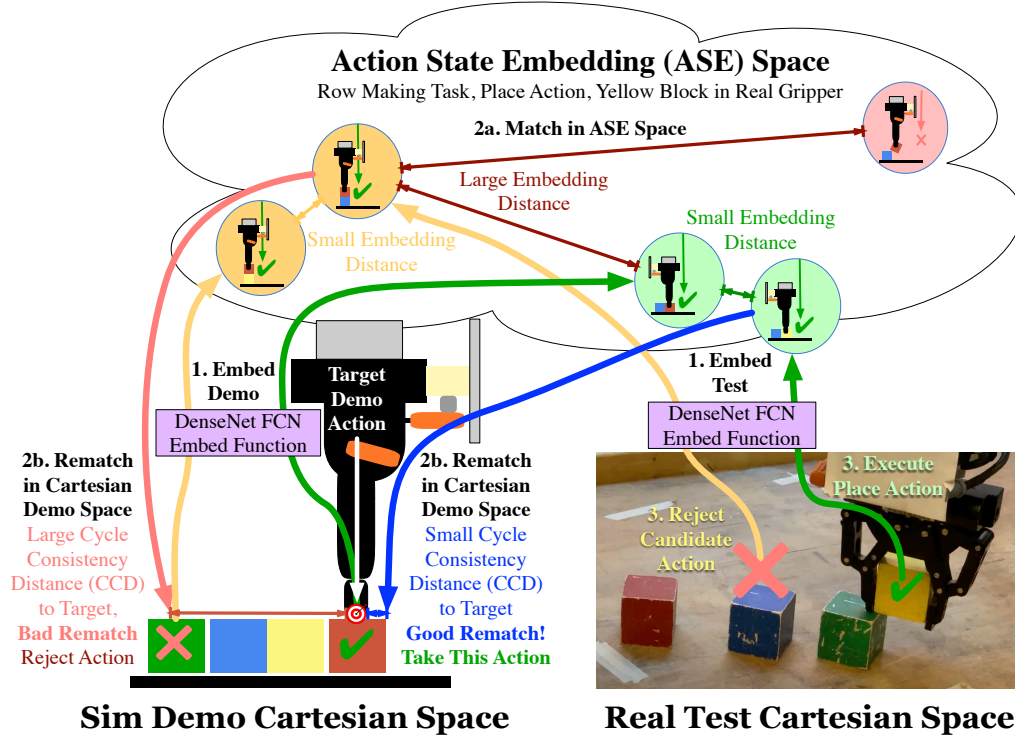 Action State Embedding (ASE) Space
Row Making Task, Place Action, Yellow Block in Real Gripper
2a. Match in ASE Space
Large Embedding
Distance
Small Embedding
Distance
Small Embedding
Distance
1. Embed
Demo
DenseNet FCN
Embed Function
Target
Demo
Action
1. Embed
Test
DenseNet FCN
Embed Function
2b. Rematch
in Cartesian
Demo Space
Large Cycle
Consistency
Distance (CCD)
to Target,
Bad Rematch
Reject Action
2b. Rematch
in Cartesian
Demo Space
Small Cycle
Consistency
Distance (CCD)
to Target
Good Rematch!
Take This Action
3. Reject
Candidate
Action
3. Execute
Place Action
Sim Demo Cartesian Space
Real Test Cartesian Space